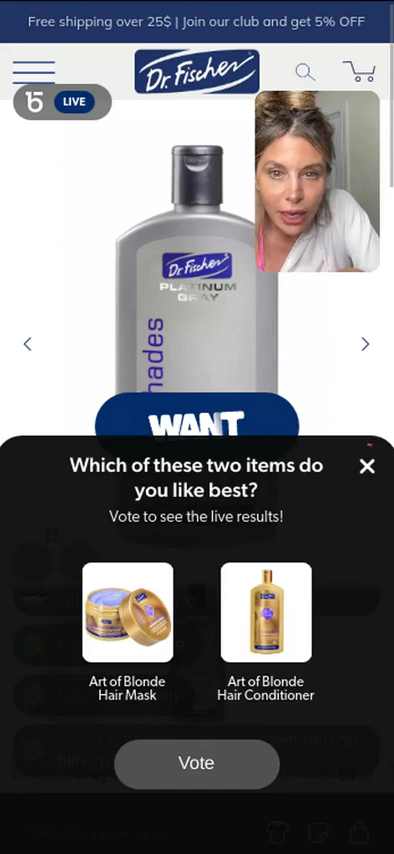 Free shipping over 25$ | Join our club and get 5% OFF
Dr. Fischer
LIVE
Dr. Fischer
PLATINUM
GRAY
hades
WANT
Which of these two items do
you like best?
Vote to see the live results!
Art of Blonde
Hair Mask
Art of Blonde
Hair Conditioner
Vote